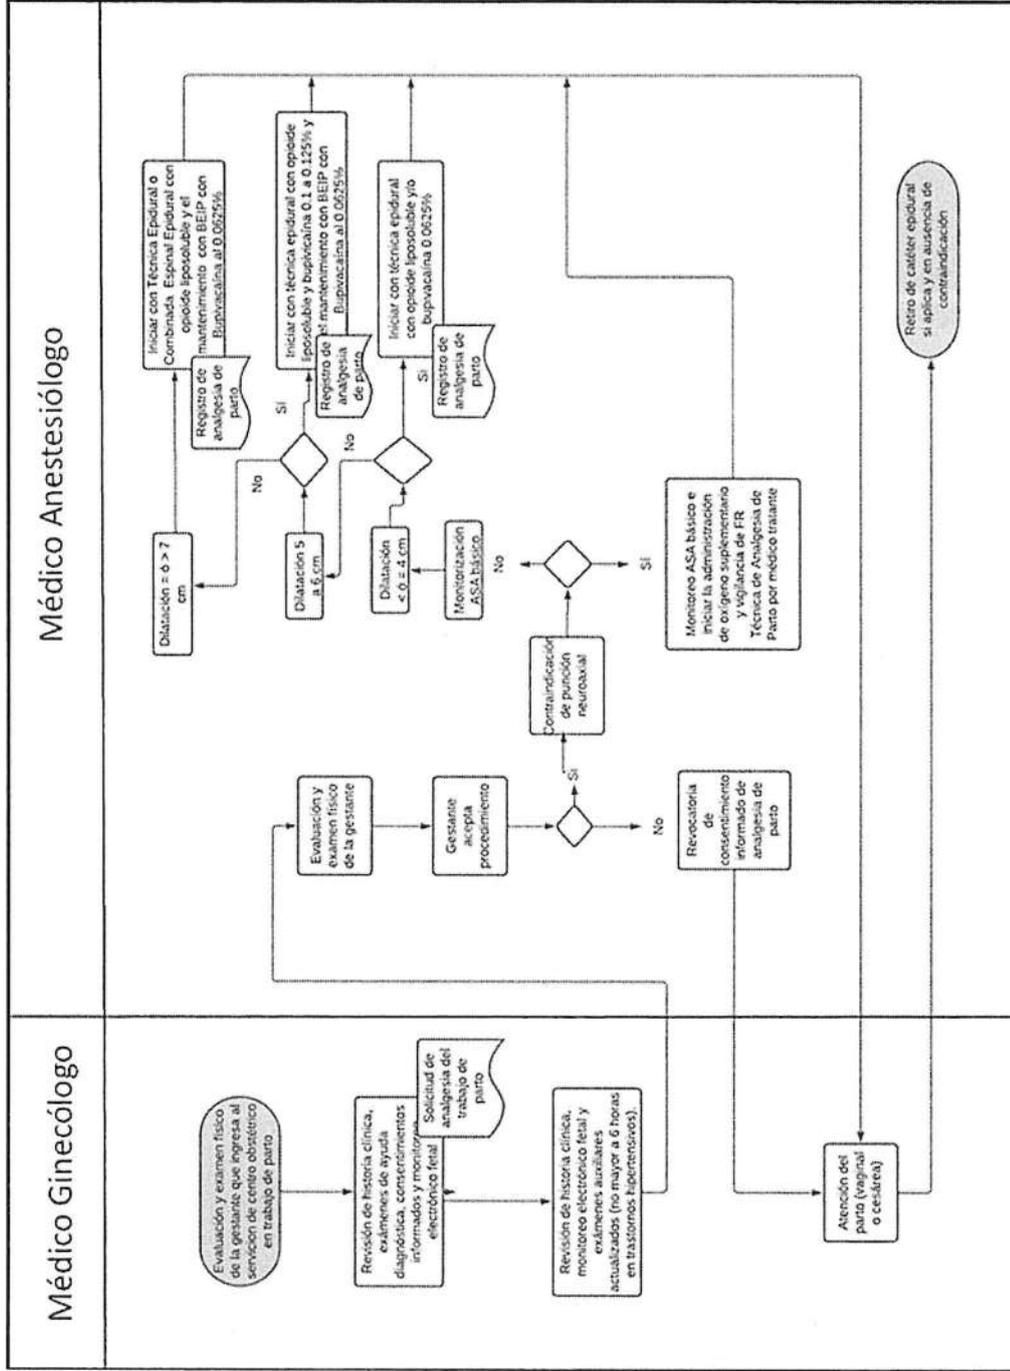 Médico Ginecólogo
Evaluación y examen físico
de la gestante que ingresa al
servicion de centro obstétrico
en trabajo de parto
Revisión de historia clínica,
exámenes de ayuda
diagnóstica, consentimientos
informados y monitoreo
electrónico fetal
Solicitud de
analgesia del
trabajo de
parto
Revisión de historia clínica,
monitoreo electrónico fetal y
exámenes auxiliares
actualizados (no mayor a 6 horas
en trastornos hipertensivos).
Atención del
parto (vaginal
o cesárea)
Médico Anestesiólogo
Evaluación y
examen físico
de la gestante
Gestante
acepta
procedimiento
Si
No
Revocatoria
de
consentimiento
informado de
analgesia de
parto
Contraindicación
de punción
neuroaxial
No
Sí
Monitoreo ASA básico e
iniciar la administración
de oxígeno suplementario
y vigilancia de FR
Técnica de Analgesia de
Parto por médico tratante
Monitorización
ASA básico
Dilatación
< ó = 4 cm
No
Si
Iniciar con técnica epidural
con opioide liposoluble y/o
bupivacaína 0.0625%
Registro de
analgesia de
parto
Dilatación 5
a 6 cm
No
Sí
Iniciar con técnica epidural con opioide
liposoluble y bupivicaína 0.1 a 0.125% y
el mantenimiento con BEIP con
Bupivacaína al 0.0625%
Registro de
analgesia
de parto
Dilatación = ó > 7
cm
Iniciar con Técnica Epidural o
Combinada Espinal Epidural con
opioide liposoluble y el
mantenimiento con BEIP con
Bupivacaína al 0.0625%
Registro de
analgesia de
parto
Retiro de catéter epidural
si aplica y en ausencia de
contraindicación